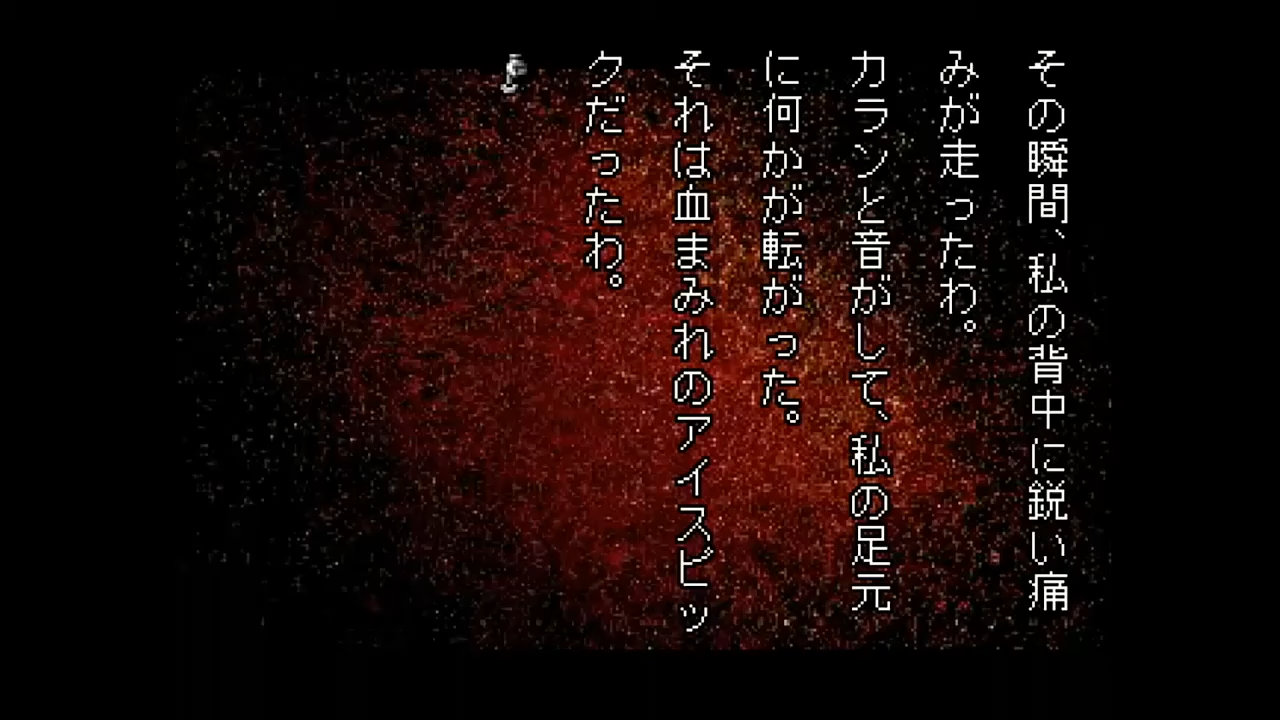 その瞬間、私の背中に鋭い痛
みが走ったわ。
カランと音がして、私の足元
に何かが転がった。
それは血まみれのアイスピッ
クだったわ。